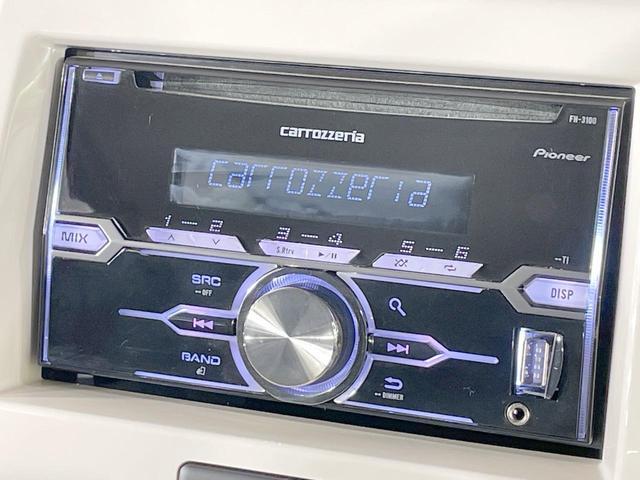 FH-3100
carrozzeria
Pioneer
carrozzeria
1 2 3 4 5 6
MIX
S.Rtrv
TI
DISP
SRC
OFF
BAND
DIMMER